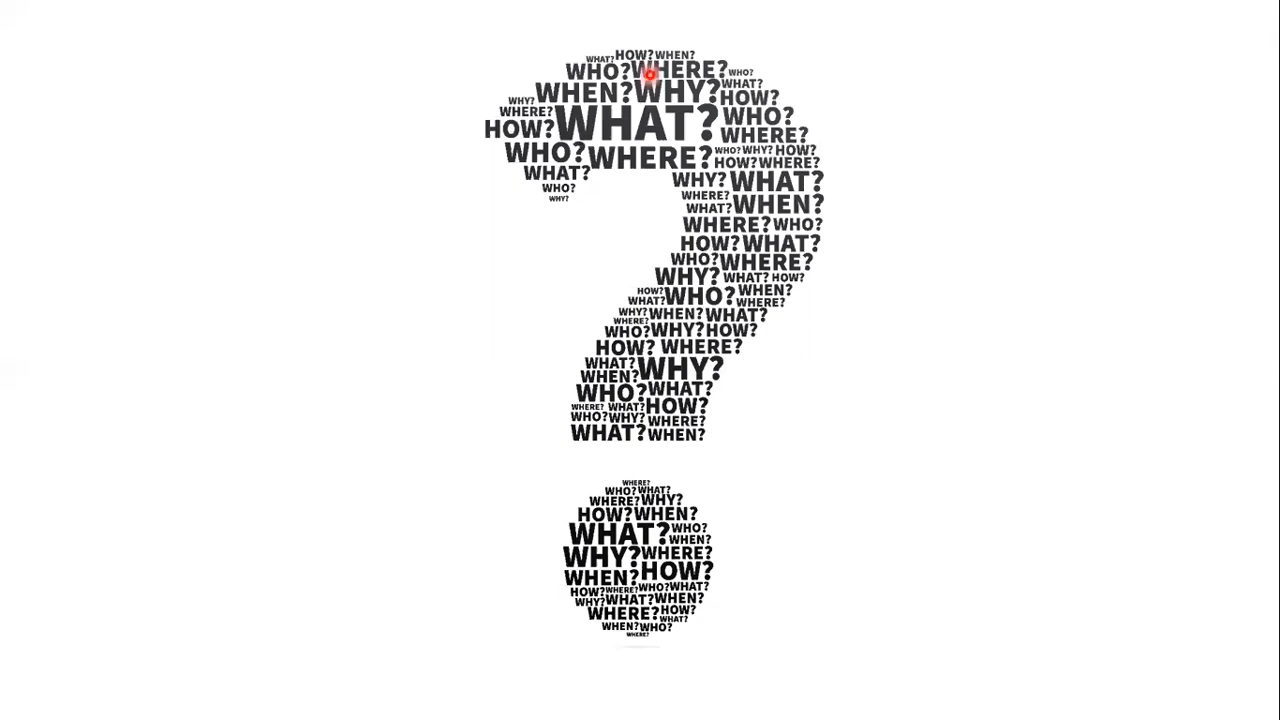 WHAT? HOW? WHEN?
WHO? WHERE? WHO?
WHEN? WHY? WHAT?
WHY? HOW?
WHERE? WHAT? WHO?
HOW? WHERE?
WHO? WHERE? WHO? WHY? HOW?
HOW? WHERE?
WHAT? WHY? WHAT?
WHO? WHERE?
WHY? WHAT? WHEN?
WHERE? WHO?
HOW? WHAT?
WHO? WHERE?
WHY? WHAT? HOW?
HOW? WHO? WHEN?
WHAT? WHERE?
WHY? WHEN? WHAT?
WHERE?
WHO? WHY? HOW?
HOW? WHERE?
WHAT? WHY?
WHEN?
WHO? WHAT?
WHERE? WHAT? HOW?
WHO? WHY? WHERE?
WHAT? WHEN?
WHERE?
WHO? WHAT?
WHERE? WHY?
HOW? WHEN?
WHAT? WHO?
WHEN?
WHY? WHERE?
WHEN? HOW?
HOW? WHERE? WHO? WHAT?
WHY? WHAT? WHEN?
WHERE? HOW?
WHAT?
WHEN? WHO?
WHERE?